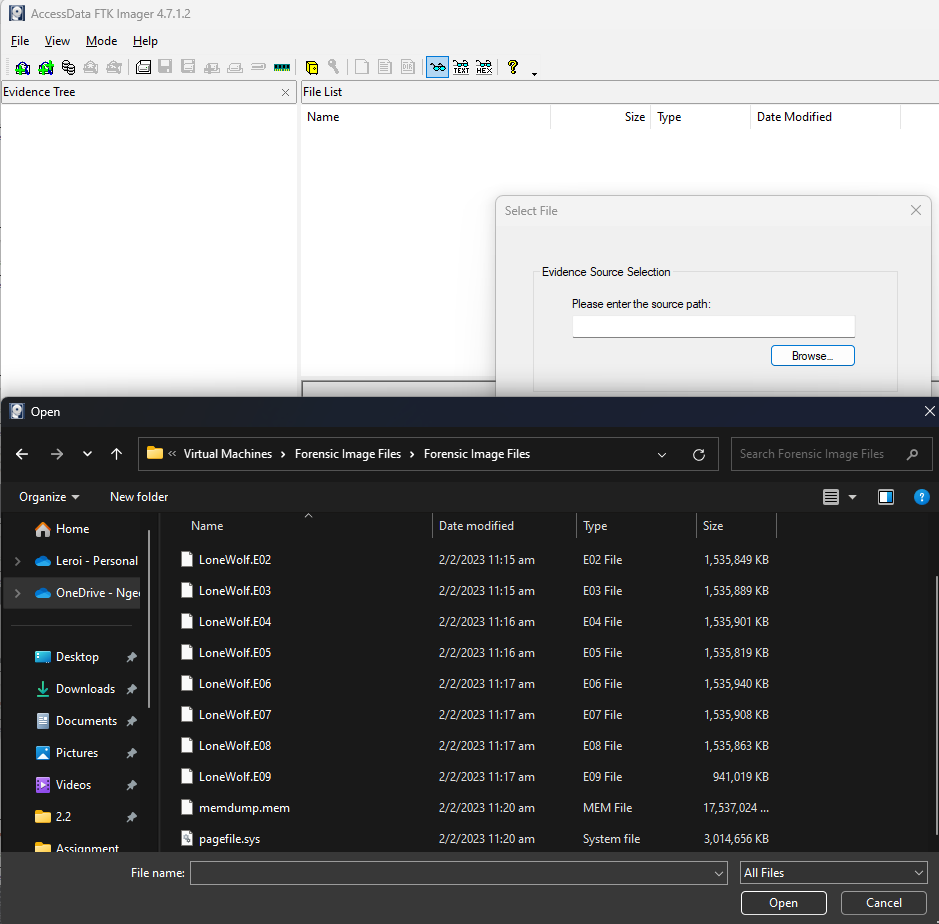 AccessData FTK Imager 4.7.1.2
File View Mode Help
TEXT HEX ?
Evidence Tree
File List
Name Size Type Date Modified
Select File
Evidence Source Selection
Please enter the source path:
Browse...
Open
« Virtual Machines › Forensic Image Files › Forensic Image Files
Search Forensic Image Files
Organize New folder
?
Name Date modified Type Size
Home
Leroi - Personal
OneDrive - Nge
Desktop
Downloads
Documents
Pictures
Videos
2.2
Assignment
LoneWolf.E02 2/2/2023 11:15 am E02 File 1,535,849 KB
LoneWolf.E03 2/2/2023 11:15 am E03 File 1,535,889 KB
LoneWolf.E04 2/2/2023 11:16 am E04 File 1,535,901 KB
LoneWolf.E05 2/2/2023 11:16 am E05 File 1,535,819 KB
LoneWolf.E06 2/2/2023 11:17 am E06 File 1,535,940 KB
LoneWolf.E07 2/2/2023 11:17 am E07 File 1,535,908 KB
LoneWolf.E08 2/2/2023 11:17 am E08 File 1,535,863 KB
LoneWolf.E09 2/2/2023 11:17 am E09 File 941,019 KB
memdump.mem 2/2/2023 11:20 am MEM File 17,537,024 ...
pagefile.sys 2/2/2023 11:20 am System file 3,014,656 KB
File name:
All Files
Open Cancel